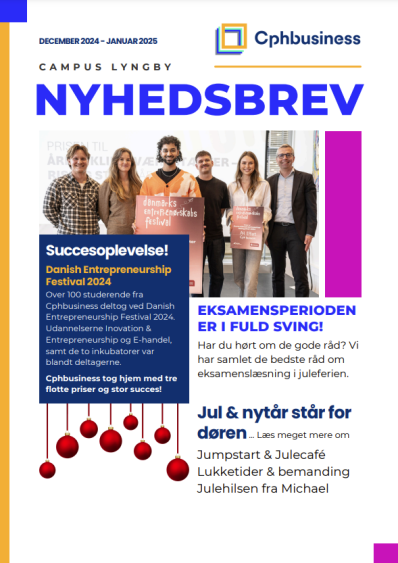 DECEMBER 2024 - JANUAR 2025
Cphbusiness
CAMPUS LYNGBY
NYHEDSBREV
danmarks
entreprenørskabs
festival
Succesoplevelse!
Danish Entrepreneurship
Festival 2024
Over 100 studerende fra
Cphbusiness deltog ved Danish
Entrepreneurship Festival 2024.
Udannelserne Inovation &
Entrepreneurship og E-handel,
samt de to inkubatorer var
blandt deltagerne.
Cphbusiness tog hjem med tre
flotte priser og stor succes!
EKSAMENSPERIODEN
ER I FULD SVING!
Har du hørt om de gode råd? Vi
har samlet de bedste råd om
eksamenslæsning i juleferien.
Jul & nytår står for
døren ... Læs meget mere om
Jumpstart & Julecafé
Lukketider & bemanding
Julehilsen fra Michael